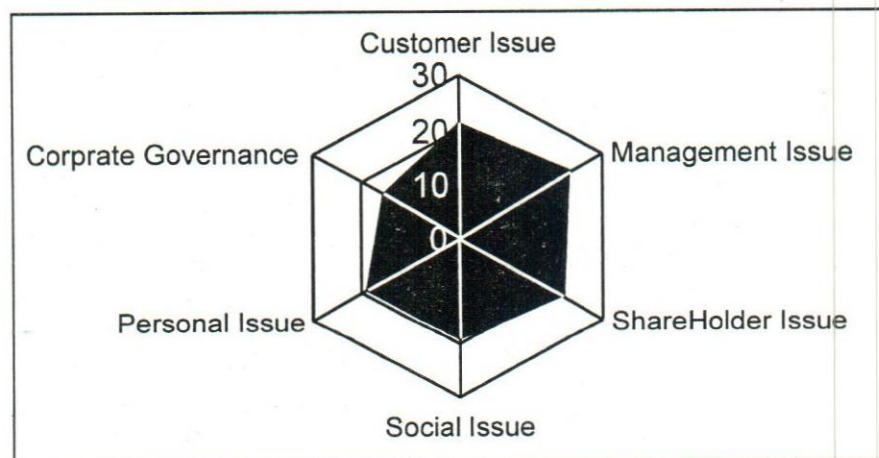 Customer Issue
30
20
10
0
Corprate Governance
Management Issue
Personal Issue
ShareHolder Issue
Social Issue